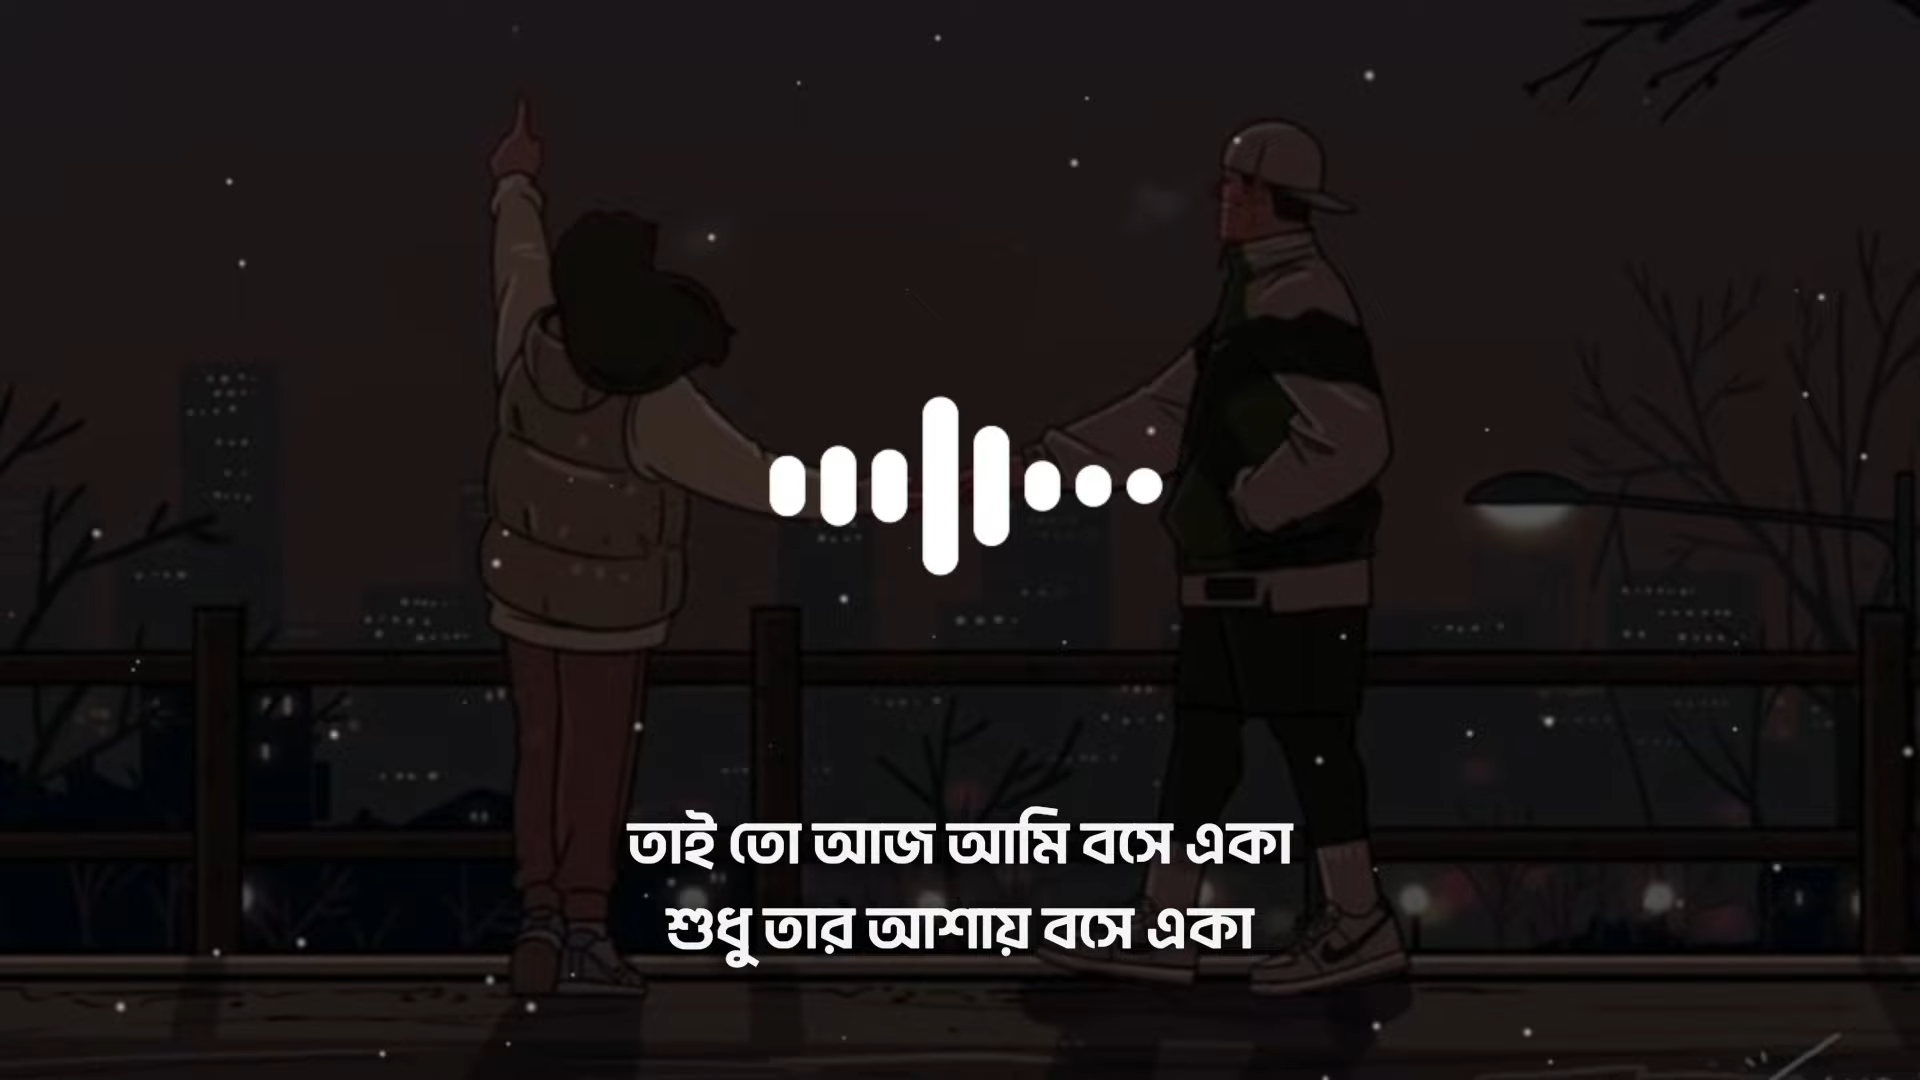 তাই তো আজ আমি বসে একা
শুধু তার আশায় বসে একা